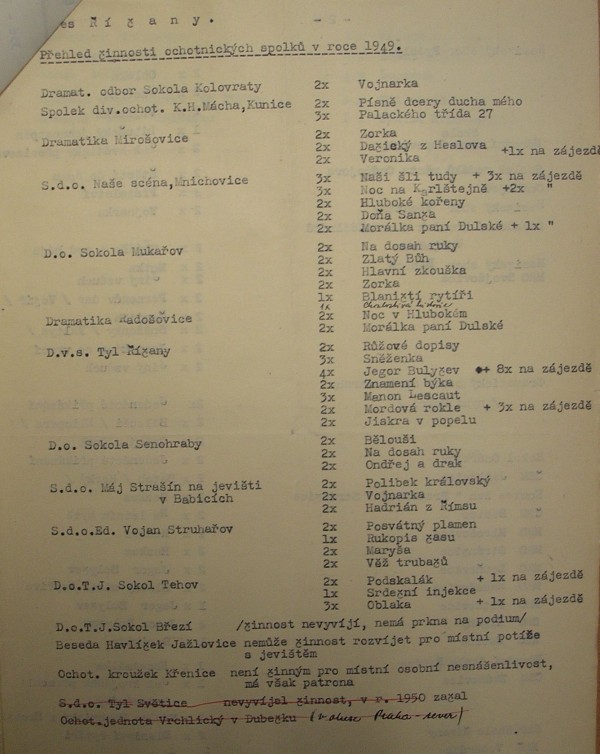 es Říčany.
Přehled činnosti ochotnických spolků v roce 1949.
Dramat. odbor Sokola Kolovraty 2x Vojnarka
Spolek div.ochot. K.H.Mácha,Kunice 2x Písně dcery ducha mého
3x Palackého třída 27
Dramatika Mirošovice 2x Zorka
2x Dačický z Heslova +1x na zájezdě
2x Veronika
S.d.o. Naše scéna,Mnichovice 3x Naši šli tudy + 3x na zájezdě
3x Noc na Karlštejně +2x "
2x Hluboké kořeny
2x Doňa Sanča
2x Morálka paní Dulské + 1x "
D.o. Sokola Mukařov 2x Na dosah ruky
2x Zlatý Bůh
2x Hlavní zkouška
2x Zorka
1x Blaničtí rytíři
1x
Dramatika Radošovice 2x Noc v Hlubokém
2x Morálka paní Dulské
D.v.s. Tyl Říčany 2x Růžové dopisy
3x Sněženka
4x Jegor Bulyčev + 8x na zájezdě
2x Znamení býka
3x Manon Lescaut
2x Mordová rokle + 3x na zájezdě
2x Jiskra v popelu
D.o. Sokola Senohraby 2x Běloušci
2x Na dosah ruky
2x Ondřej a drak
S.d.o. Máj Strašín na jevišti 2x Polibek královský
v Babicích 2x Vojnarka
2x Hadrián z Římsu
S.d.o.Ed. Vojan Struhařov 2x Posvátný plamen
1x Rukopis času
2x Maryša
2x Věž trubačů
D.o.T.J. Sokol Tehov 2x Podskalák + 1x na zájezdě
1x Srdeční injekce
3x Oblaka + 1x na zájezdě
D.o.T.J.Sokol Březí /činnost nevyvíjí, nemá prkna na podium/
Beseda Havlíček Jažlovice nemůže činnost rozvíjet pro místní potíže
s jevištěm
Ochot. kroužek Křenice není činným pro místní osobní nesnášenlivost,
má však patrona
S.d.o. Tyl Světice nevyvíjel činnost, v r. 1950 začal
Ochot.jednota Vrchlický v Dubečku (v okrese Praha-sever)